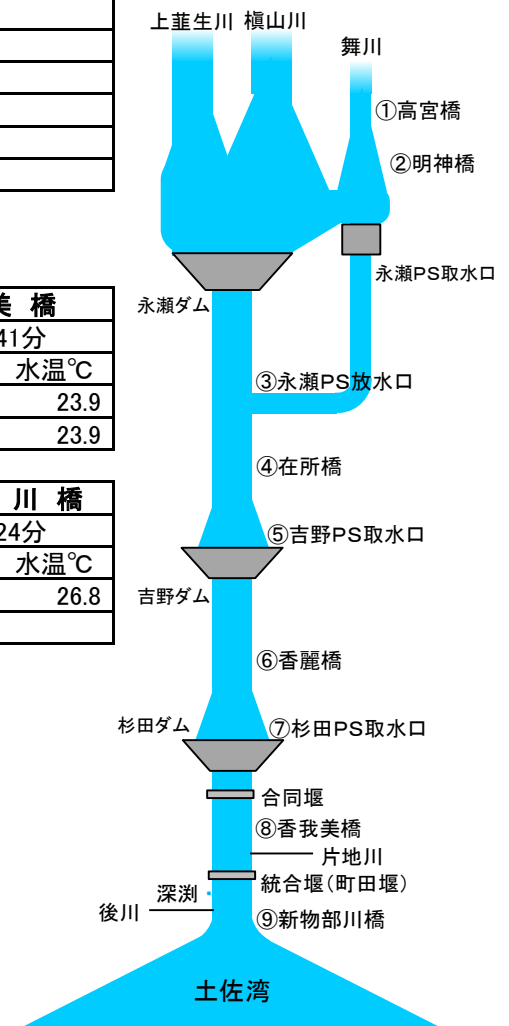 上韮生川 槇山川
舞川
①高宮橋
②明神橋
永瀬PS取水口
永瀬ダム
美 橋
41分
水温℃
23.9
23.9
③永瀬PS放水口
④在所橋
川 橋
24分
水温℃
26.8
⑤吉野PS取水口
吉野ダム
⑥香麗橋
杉田ダム
⑦杉田PS取水口
合同堰
⑧香我美橋
片地川
統合堰(町田堰)
深渕
後川
⑨新物部川橋
土佐湾